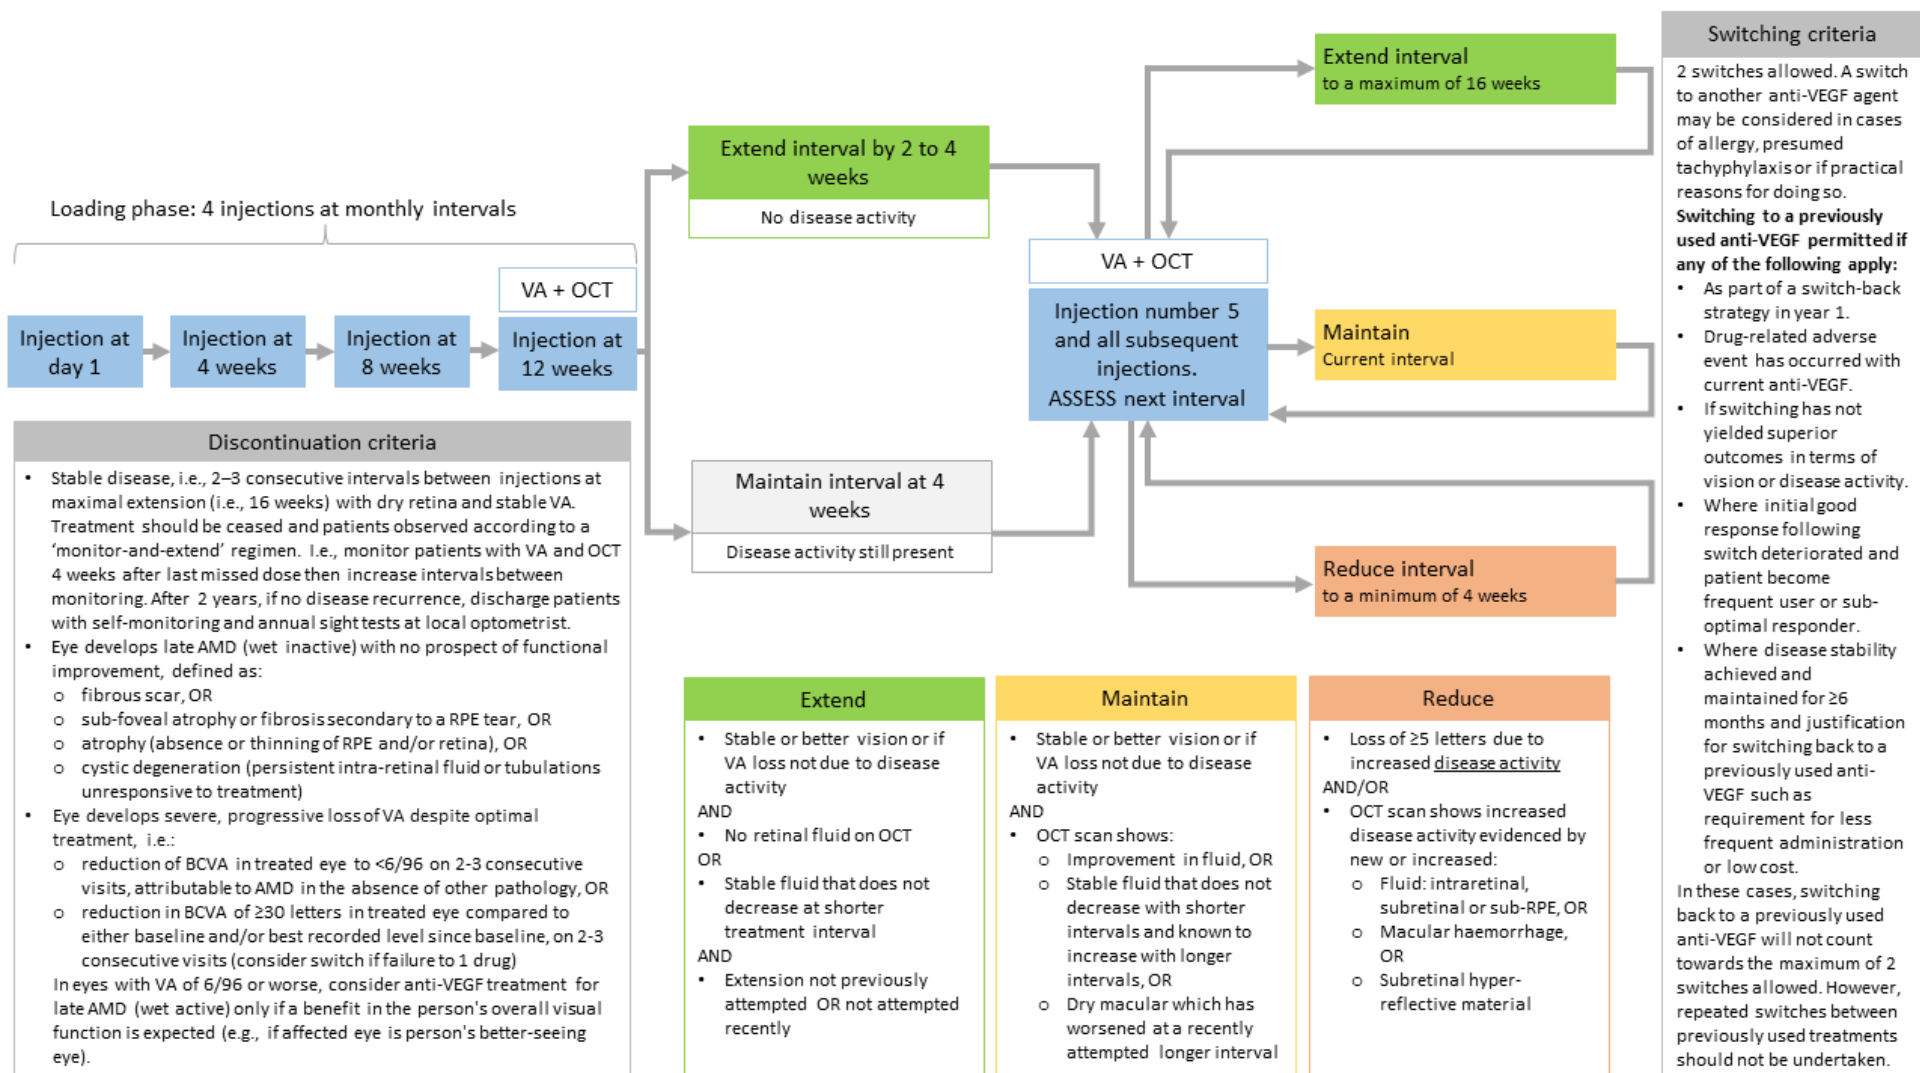 Loading phase: 4 injections at monthly intervals
Injection at
day 1
Injection at
4 weeks
Injection at
8 weeks
VA + OCT
Injection at
12 weeks
Extend interval by 2 to 4
weeks
No disease activity
Maintain interval at 4
weeks
Disease activity still present
VA + OCT
Injection number 5
and all subsequent
injections.
ASSESS next interval
Extend interval
to a maximum of 16 weeks
Maintain
Current interval
Reduce interval
to a minimum of 4 weeks
Discontinuation criteria
• Stable disease, i.e., 2–3 consecutive intervals between injections at
maximal extension (i.e., 16 weeks) with dry retina and stable VA.
Treatment should be ceased and patients observed according to a
‘monitor-and-extend’ regimen. I.e., monitor patients with VA and OCT
4 weeks after last missed dose then increase intervals between
monitoring. After 2 years, if no disease recurrence, discharge patients
with self-monitoring and annual sight tests at local optometrist.
• Eye develops late AMD (wet inactive) with no prospect of functional
improvement, defined as:
o fibrous scar, OR
o sub-foveal atrophy or fibrosis secondary to a RPE tear, OR
o atrophy (absence or thinning of RPE and/or retina), OR
o cystic degeneration (persistent intra-retinal fluid or tubulations
unresponsive to treatment)
• Eye develops severe, progressive loss of VA despite optimal
treatment, i.e.:
o reduction of BCVA in treated eye to <6/96 on 2-3 consecutive
visits, attributable to AMD in the absence of other pathology, OR
o reduction in BCVA of ≥30 letters in treated eye compared to
either baseline and/or best recorded level since baseline, on 2-3
consecutive visits (consider switch if failure to 1 drug)
In eyes with VA of 6/96 or worse, consider anti-VEGF treatment for
late AMD (wet active) only if a benefit in the person's overall visual
function is expected (e.g., if affected eye is person's better-seeing
eye).
Extend
• Stable or better vision or if
VA loss not due to disease
activity
AND
• No retinal fluid on OCT
OR
• Stable fluid that does not
decrease at shorter
treatment interval
AND
• Extension not previously
attempted OR not attempted
recently
Maintain
• Stable or better vision or if
VA loss not due to disease
activity
AND
• OCT scan shows:
o Improvement in fluid, OR
o Stable fluid that does not
decrease with shorter
intervals and known to
increase with longer
intervals, OR
o Dry macular which has
worsened at a recently
attempted longer interval
Reduce
• Loss of ≥5 letters due to
increased disease activity
AND/OR
• OCT scan shows increased
disease activity evidenced by
new or increased:
o Fluid: intraretinal,
subretinal or sub-RPE, OR
o Macular haemorrhage,
OR
o Subretinal hyper-
reflective material
Switching criteria
2 switches allowed. A switch
to another anti-VEGF agent
may be considered in cases
of allergy, presumed
tachyphylaxis or if practical
reasons for doing so.
Switching to a previously
used anti-VEGF permitted if
any of the following apply:
• As part of a switch-back
strategy in year 1.
• Drug-related adverse
event has occurred with
current anti-VEGF.
• If switching has not
yielded superior
outcomes in terms of
vision or disease activity.
• Where initial good
response following
switch deteriorated and
patient become
frequent user or sub-
optimal responder.
• Where disease stability
achieved and
maintained for ≥6
months and justification
for switching back to a
previously used anti-
VEGF such as
requirement for less
frequent administration
or low cost.
In these cases, switching
back to a previously used
anti-VEGF will not count
towards the maximum of 2
switches allowed. However,
repeated switches between
previously used treatments
should not be undertaken.